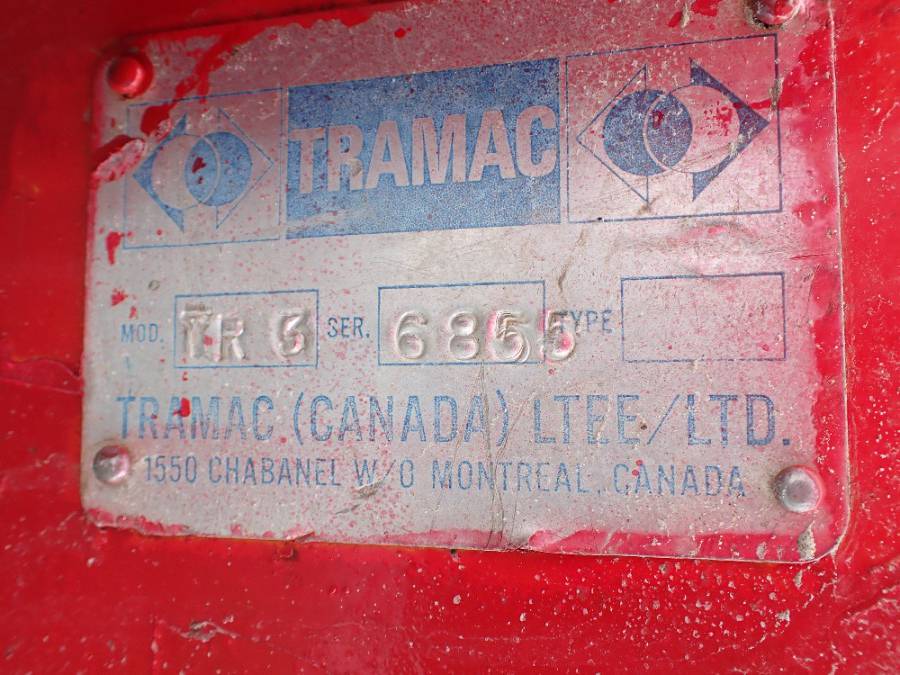 TRAMAC
MOD. TR 3 SER. 6855 TYPE
TRAMAC (CANADA) LTEE/LTD.
1550 CHABANEL W/O MONTREAL, CANADA